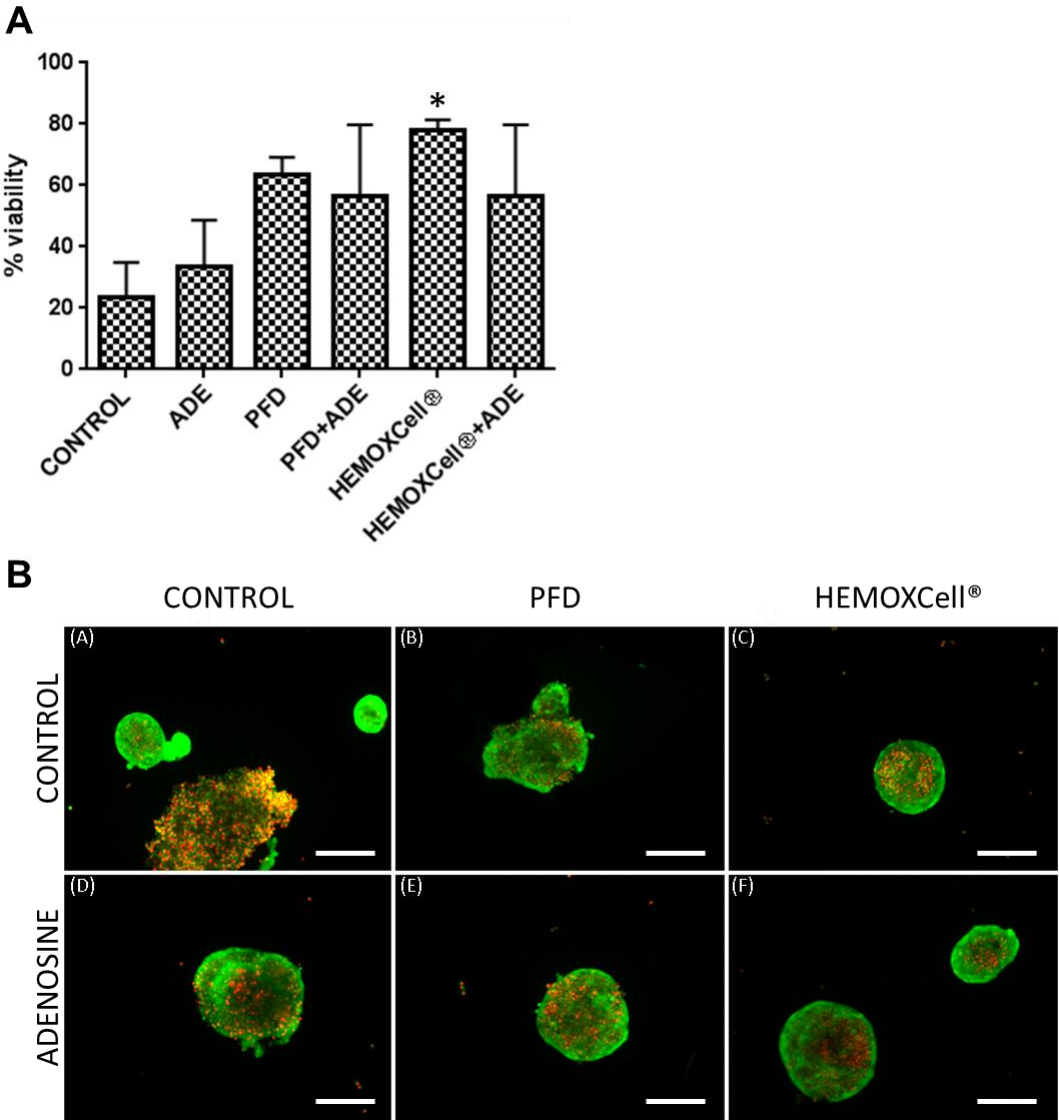 A
100
80
60
40
20
0
% viability
*
CONTROL
ADE
PFD
PFD+ADE
HEMOXCell®
HEMOXCell®+ADE
B
CONTROL PFD HEMOXCell®
CONTROL
(A) (B) (C)
ADENOSINE
(D) (E) (F)